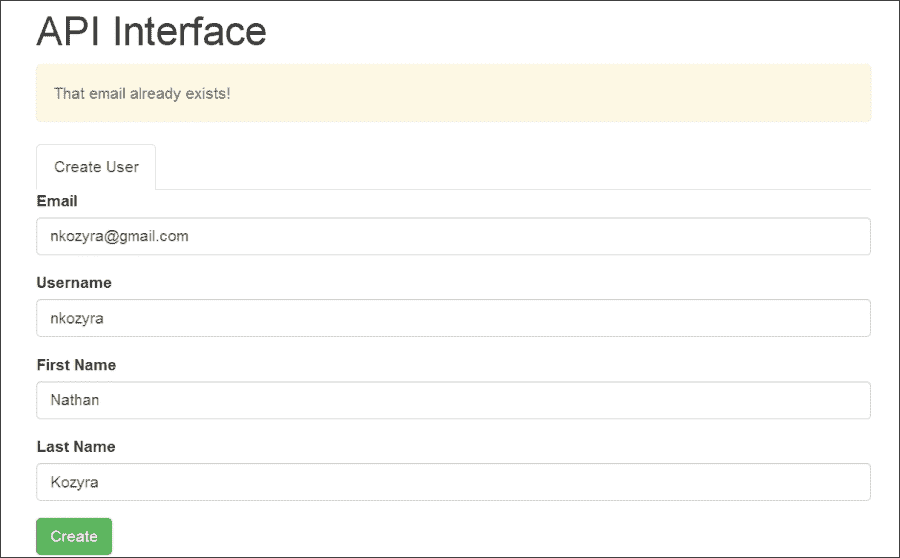 API Interface
That email already exists!
Create User
Email
nkozyra@gmail.com
Username
nkozyra
First Name
Nathan
Last Name
Kozyra
Create